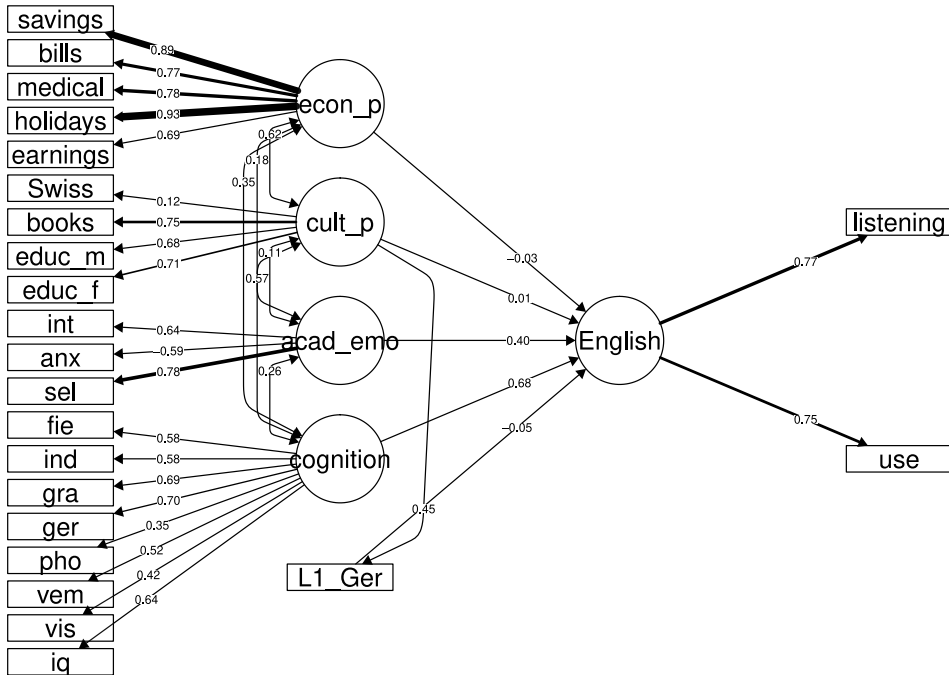 savings
bills
medical
holidays
earnings
Swiss
books
educ_m
educ_f
int
anx
sel
fie
ind
gra
ger
pho
vem
vis
iq
0.89
0.77
0.78
0.93
0.69
0.12
0.75
0.68
0.71
0.64
−0.59
0.78
0.58
0.58
0.69
0.70
0.35
0.52
0.42
0.64
econ_p
cult_p
acad_emo
cognition
0.62
0.18
0.35
0.11
0.57
0.26
L1_Ger
−0.03
0.01
0.40
0.68
−0.05
0.45
English
0.77
0.75
listening
use